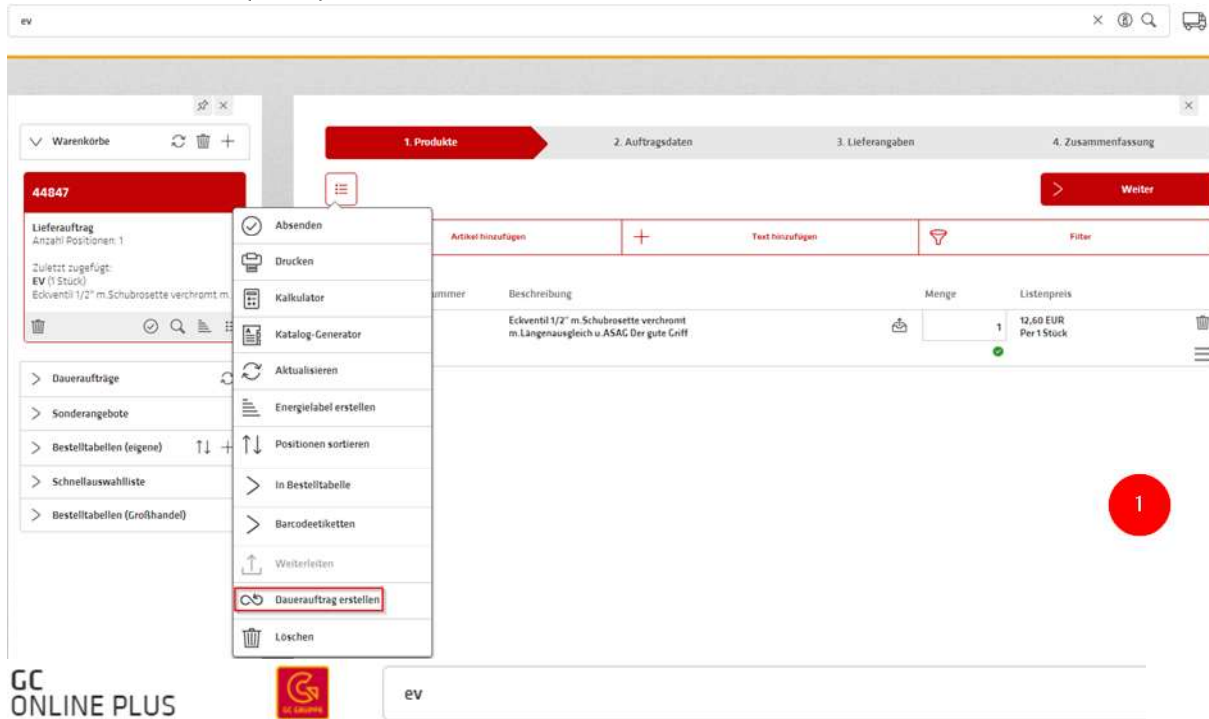 ev
Warenkörbe
44847
Lieferauftrag
Anzahl Positionen: 1
Zuletzt zugefügt:
EV (1 Stück)
Eckventil 1/2" m.Schubrosette verchromt m.
Daueraufträge
Sonderangebote
Bestelltabellen (eigene)
Schnellauswahlliste
Bestelltabellen (Großhandel)
Absenden
Drucken
Kalkulator
Katalog-Generator
Aktualisieren
Energielabel erstellen
Positionen sortieren
In Bestelltabelle
Barcodeetiketten
Weiterleiten
Dauerauftrag erstellen
Löschen
1. Produkte
2. Auftragsdaten
3. Lieferangaben
4. Zusammenfassung
Weiter
Artikel hinzufügen
Text hinzufügen
Filter
ummer
Beschreibung
Menge
Listenpreis
Eckventil 1/2" m.Schubrosette verchromt
m.Längenausgleich u.ASAG Der gute Griff
1
12,60 EUR
Per 1 Stück
1
GC
ONLINE PLUS
GC GRUPPE
ev